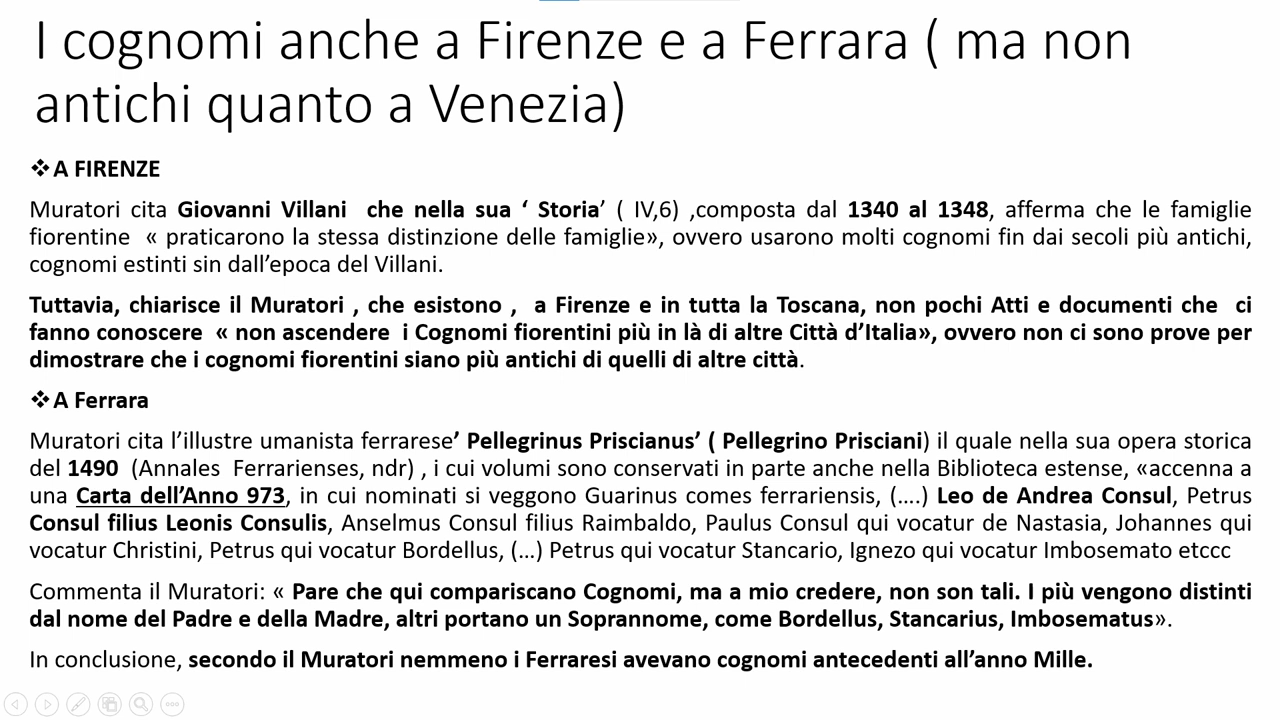 I cognomi anche a Firenze e a Ferrara ( ma non
antichi quanto a Venezia)
❖A FIRENZE
Muratori cita Giovanni Villani che nella sua ‘ Storia’ ( IV,6) ,composta dal 1340 al 1348, afferma che le famiglie
fiorentine « praticarono la stessa distinzione delle famiglie», ovvero usarono molti cognomi fin dai secoli più antichi,
cognomi estinti sin dall’epoca del Villani.
Tuttavia, chiarisce il Muratori , che esistono , a Firenze e in tutta la Toscana, non pochi Atti e documenti che ci
fanno conoscere « non ascendere i Cognomi fiorentini più in là di altre Città d’Italia», ovvero non ci sono prove per
dimostrare che i cognomi fiorentini siano più antichi di quelli di altre città.
❖A Ferrara
Muratori cita l’illustre umanista ferrarese’ Pellegrinus Priscianus’ ( Pellegrino Prisciani) il quale nella sua opera storica
del 1490 (Annales Ferrarienses, ndr) , i cui volumi sono conservati in parte anche nella Biblioteca estense, «accenna a
una Carta dell’Anno 973, in cui nominati si veggono Guarinus comes ferrariensis, (….) Leo de Andrea Consul, Petrus
Consul filius Leonis Consulis, Anselmus Consul filius Raimbaldo, Paulus Consul qui vocatur de Nastasia, Johannes qui
vocatur Christini, Petrus qui vocatur Bordellus, (…) Petrus qui vocatur Stancario, Ignezo qui vocatur Imbosemato etccc
Commenta il Muratori: « Pare che qui compariscano Cognomi, ma a mio credere, non son tali. I più vengono distinti
dal nome del Padre e della Madre, altri portano un Soprannome, come Bordellus, Stancarius, Imbosematus».
In conclusione, secondo il Muratori nemmeno i Ferraresi avevano cognomi antecedenti all’anno Mille.